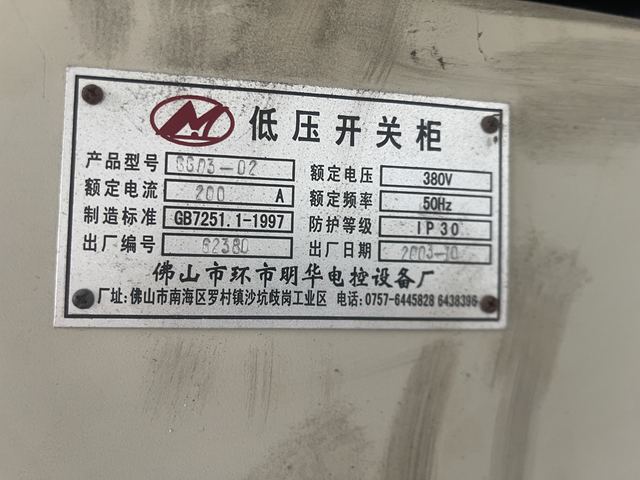 低压开关柜
产品型号 GGD3-02 额定电压 380V
额定电流 200 A 额定频率 50Hz
制造标准 GB7251.1-1997 防护等级 IP30
出厂编号 62380 出厂日期 2003-10
佛山市环市明华电控设备厂
厂址:佛山市南海区罗村镇沙坑歧岗工业区 电话:0757-6445828 6438396